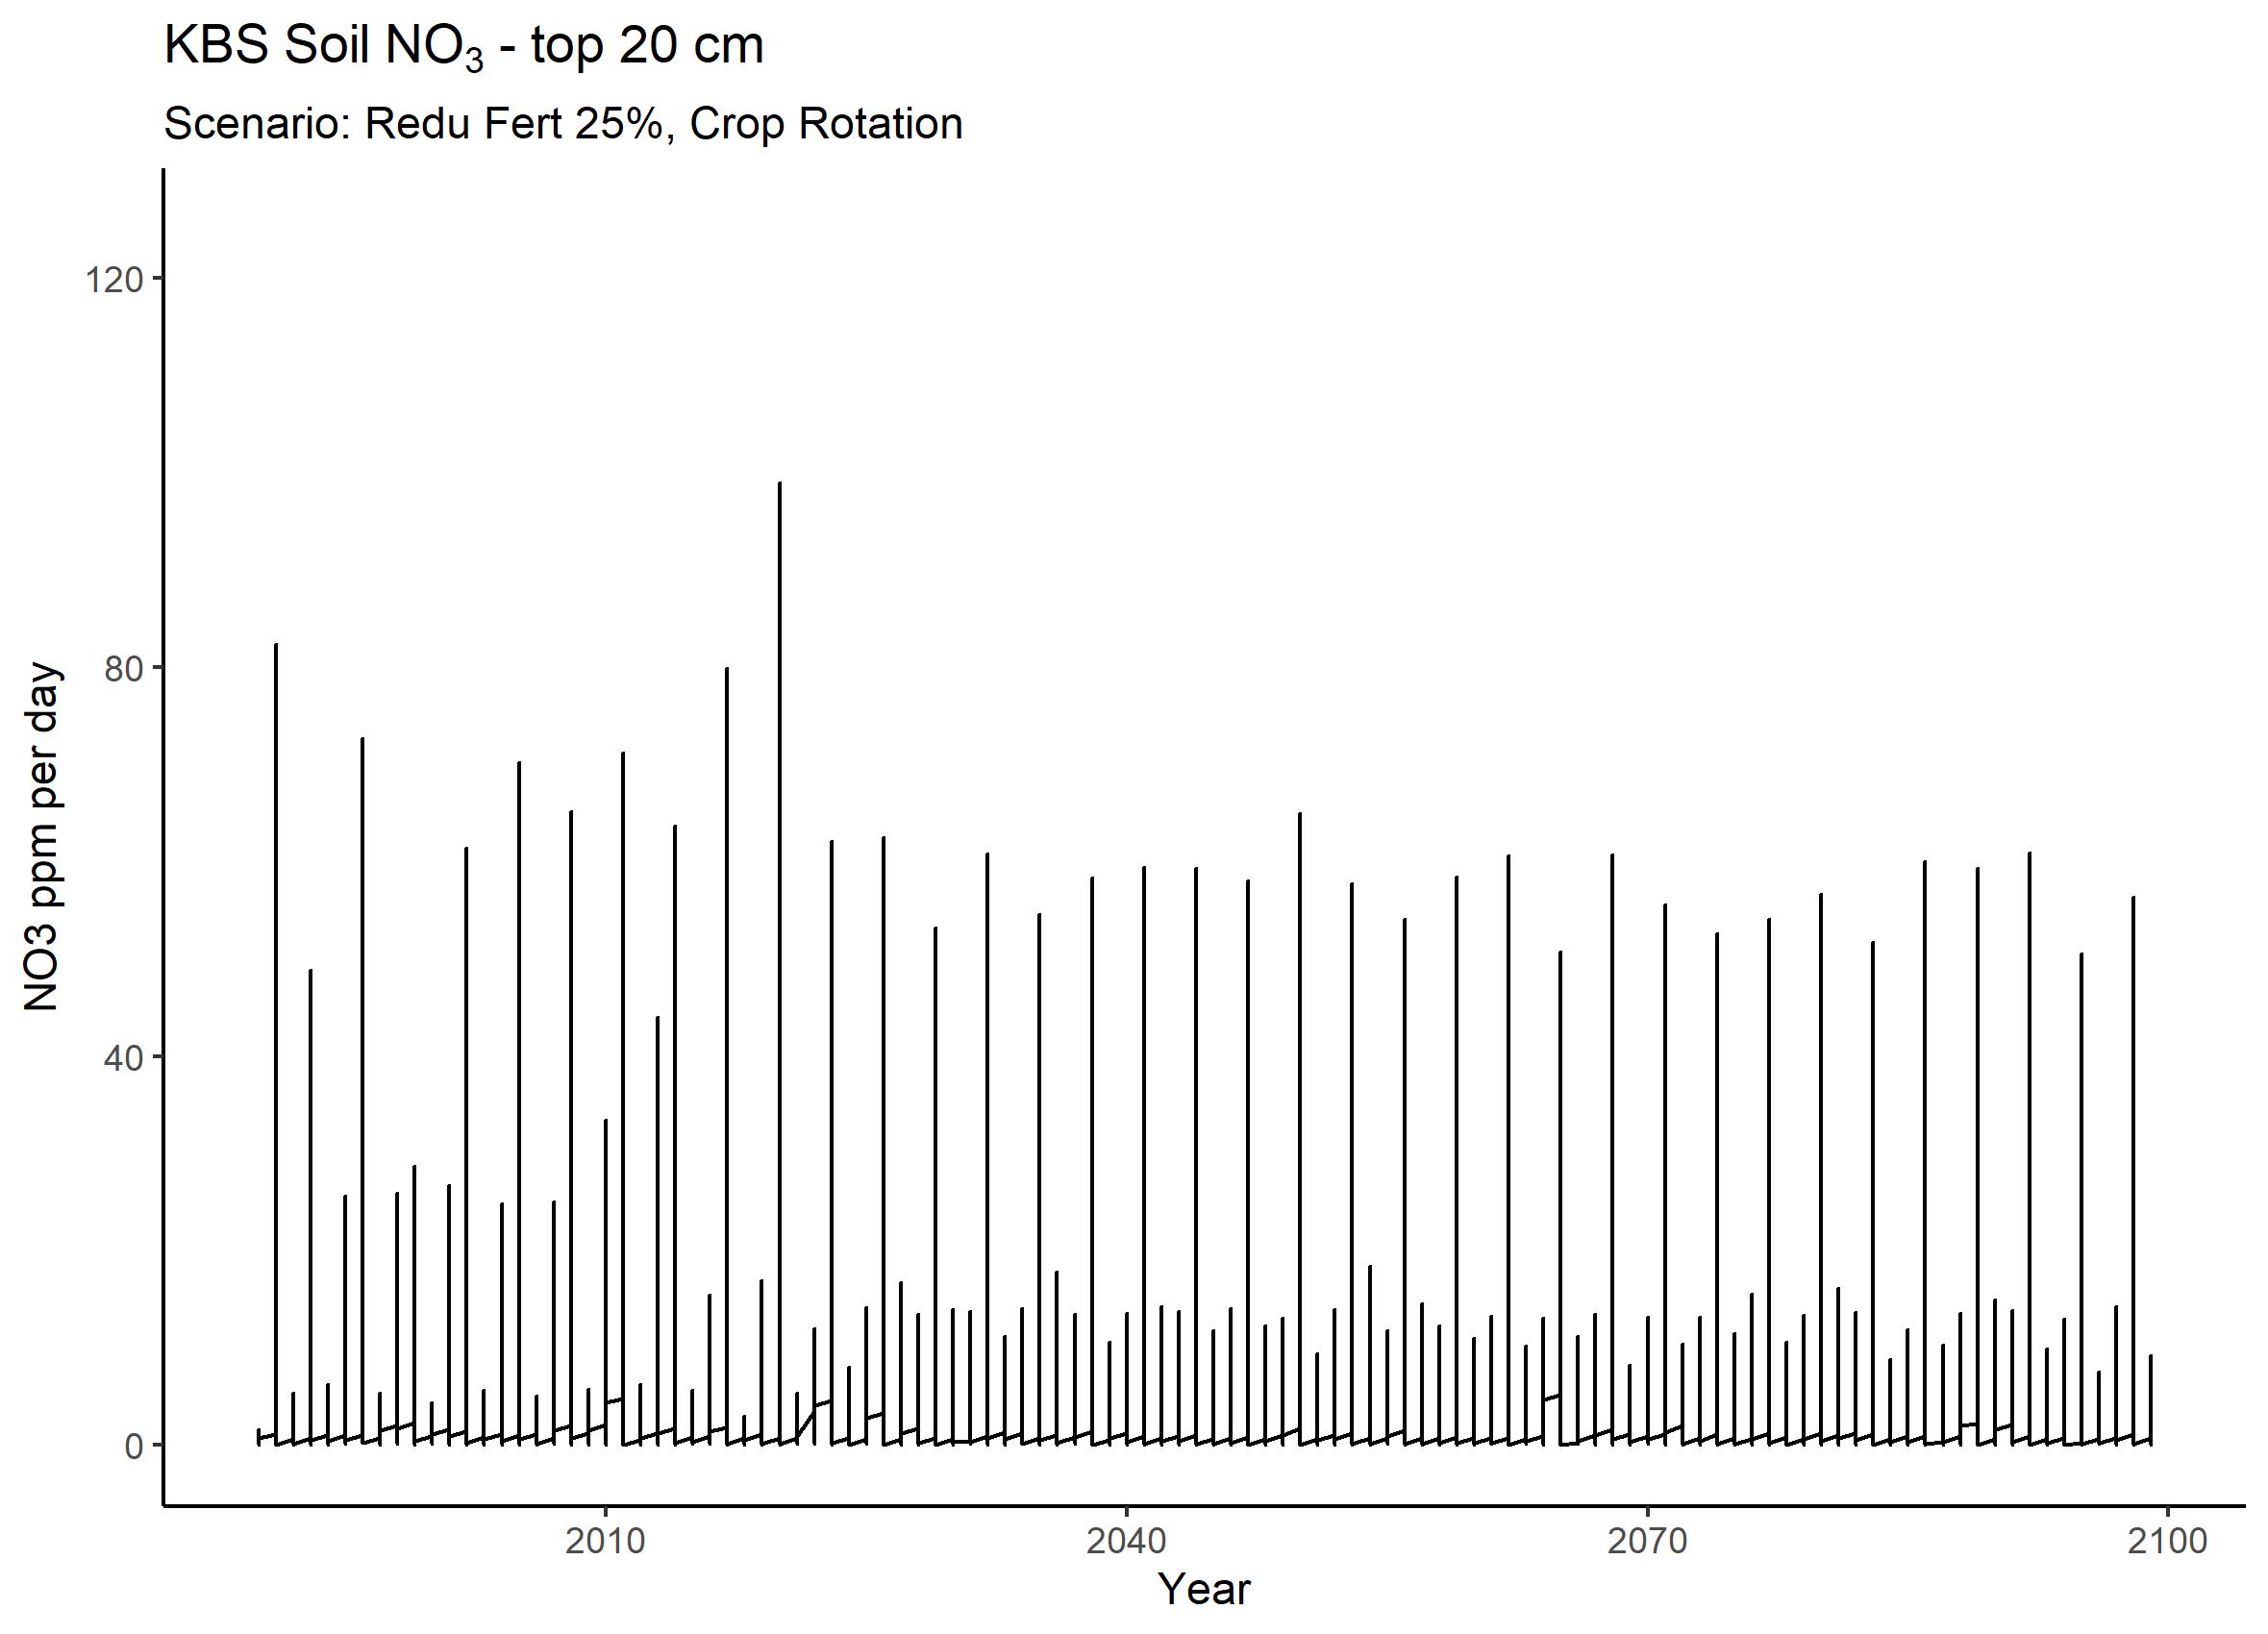 KBS Soil NO₃ - top 20 cm
Scenario: Redu Fert 25%, Crop Rotation
120
80
40
0
NO3 ppm per day
2010 2040 2070 2100
Year